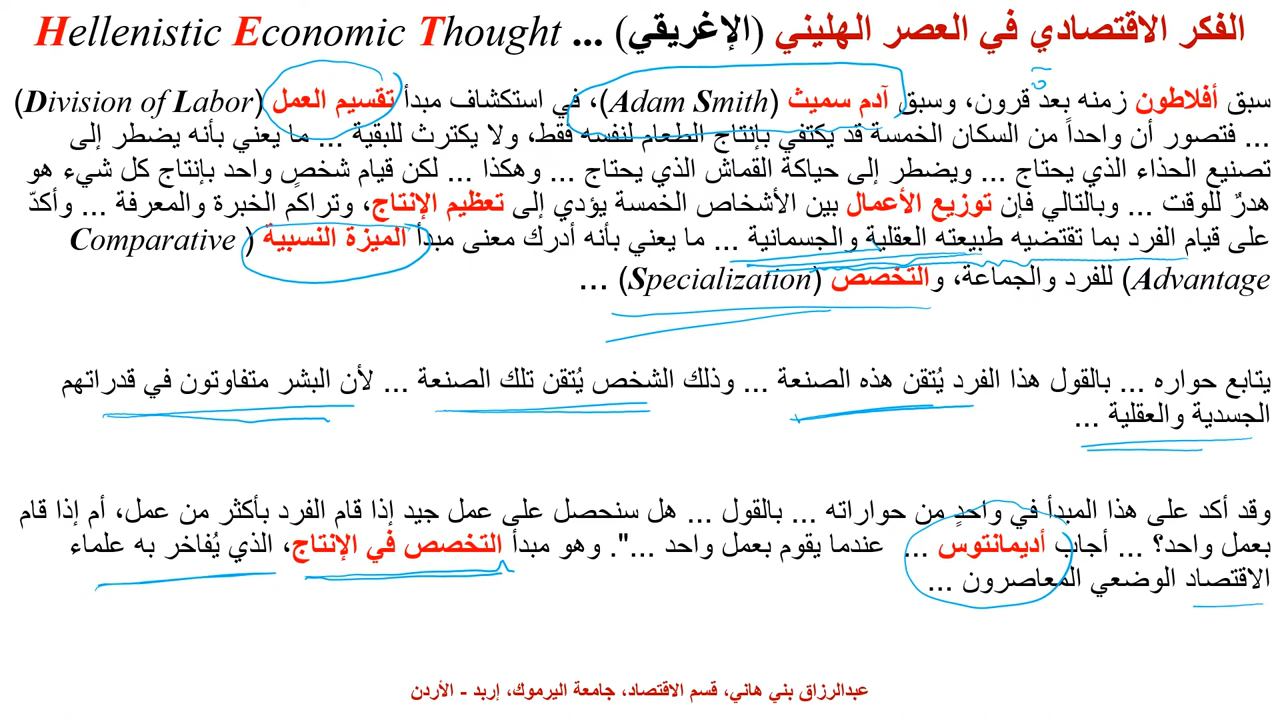 الفكر الاقتصادي في العصر الهليني (الإغريقي) ... Hellenistic Economic Thought
سبق أفلاطون زمنه بعد قرون، وسبق آدم سميث (Adam Smith)، في استكشاف مبدأ تقسيم العمل (Division of Labor)
... فتصور أن واحداً من السكان الخمسة قد يكتفي بإنتاج الطعام لنفسه فقط، ولا يكترث للبقية ... ما يعني بأنه يضطر إلى
تصنيع الحذاء الذي يحتاج ... ويضطر إلى حياكة القماش الذي يحتاج ... وهكذا ... لكن قيام شخصٍ واحد بإنتاج كل شيء هو
هدرٌ للوقت ... وبالتالي فإن توزيع الأعمال بين الأشخاص الخمسة يؤدي إلى تعظيم الإنتاج، وتراكم الخبرة والمعرفة ... وأكدّ
على قيام الفرد بما تقتضيه طبيعته العقلية والجسمانية ... ما يعني بأنه أدرك معنى مبدأ الميزة النسبية (Comparative
Advantage) للفرد والجماعة، والتخصص (Specialization) ...
يتابع حواره ... بالقول هذا الفرد يُتقن هذه الصنعة ... وذلك الشخص يُتقن تلك الصنعة ... لأن البشر متفاوتون في قدراتهم
الجسدية والعقلية ...
وقد أكد على هذا المبدأ في واحدٍ من حواراته ... بالقول ... هل سنحصل على عمل جيد إذا قام الفرد بأكثر من عمل، أم إذا قام
بعمل واحد؟ ... أجاب أديمانتوس ... عندما يقوم بعمل واحد ...". وهو مبدأ التخصص في الإنتاج، الذي يُفاخر به علماء
الاقتصاد الوضعي المعاصرون ...
عبدالرزاق بني هاني، قسم الاقتصاد، جامعة اليرموك، إربد - الأردن